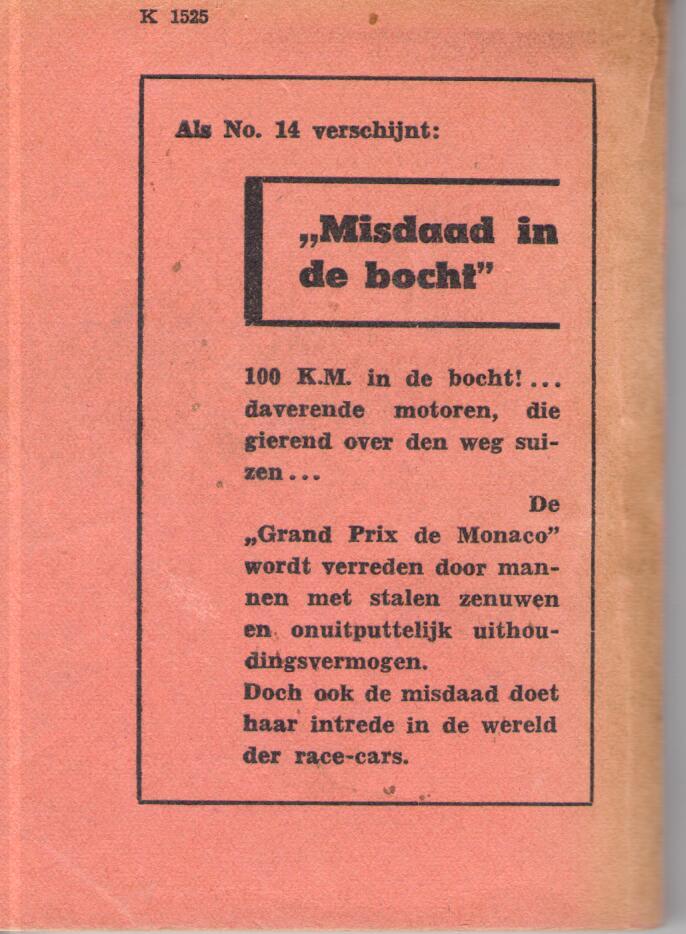 K 1525
Als No. 14 verschijnt:
„Misdaad in
de bocht”
100 K.M. in de bocht! ...
daverende motoren, die
gierend over den weg sui-
zen ...
De
„Grand Prix de Monaco”
wordt verreden door man-
nen met stalen zenuwen
en onuitputtelijk uithou-
dingsvermogen.
Doch ook de misdaad doet
haar intrede in de wereld
der race-cars.